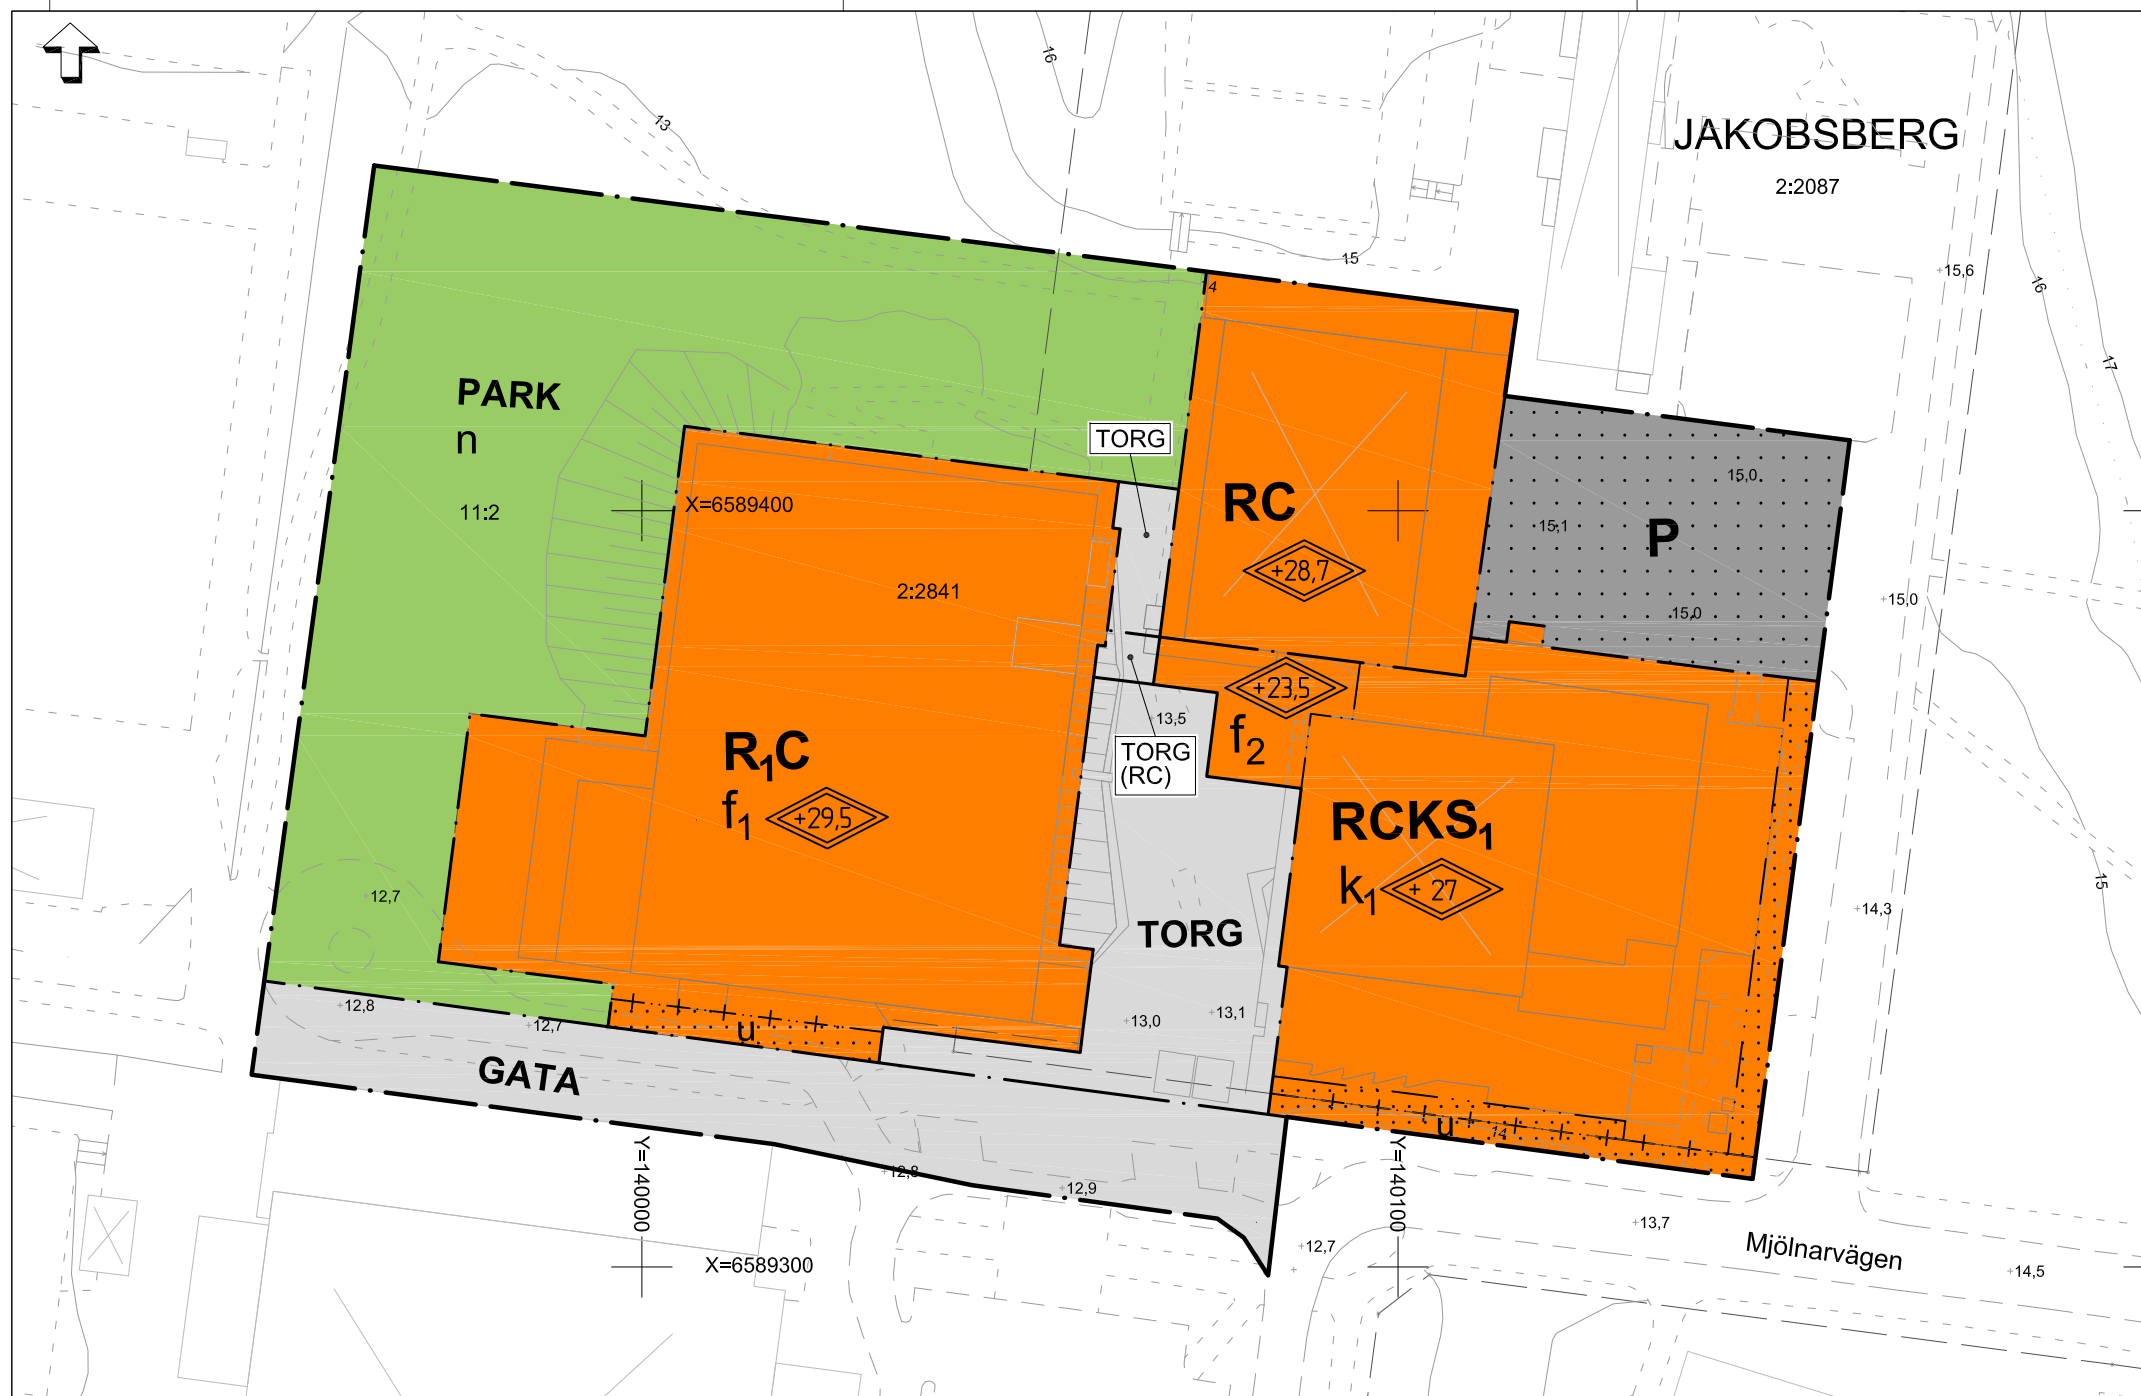 16
13
JAKOBSBERG
2:2087
15
14
15,6
16
17
PARK
n
TORG
11:2
X=6589400
RC
15,0
15,1
P
+28,7
2:2841
15,0
15,0
+23,5
13,5
f2
R1C
TORG
(RC)
f1
+29,5
RCKS1
k1
+ 27
12,7
15
14,3
TORG
12,8
12,7
13,0
13,1
u
GATA
u
14
12,8
12,9
Y=140000
Y=140100
13,7
12,7
Mjölnarvägen
X=6589300
14,5